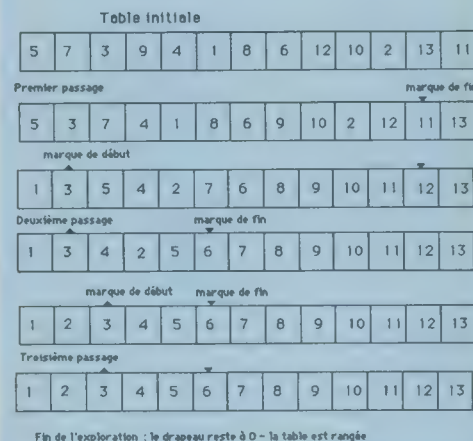 Table initiale
5 7 3 9 4 1 8 6 12 10 2 13 11
Premier passage marque de fin
5 3 7 4 1 8 6 9 10 2 12 11 13
marque de début
1 3 5 4 2 7 6 8 9 10 11 12 13
Deuxième passage marque de fin
1 3 4 2 5 6 7 8 9 10 11 12 13
marque de début marque de fin
1 2 3 4 5 6 7 8 9 10 11 12 13
Troisième passage
1 2 3 4 5 6 7 8 9 10 11 12 13
Fin de l'exploration : le drapeau reste à 0 - la table est rangée